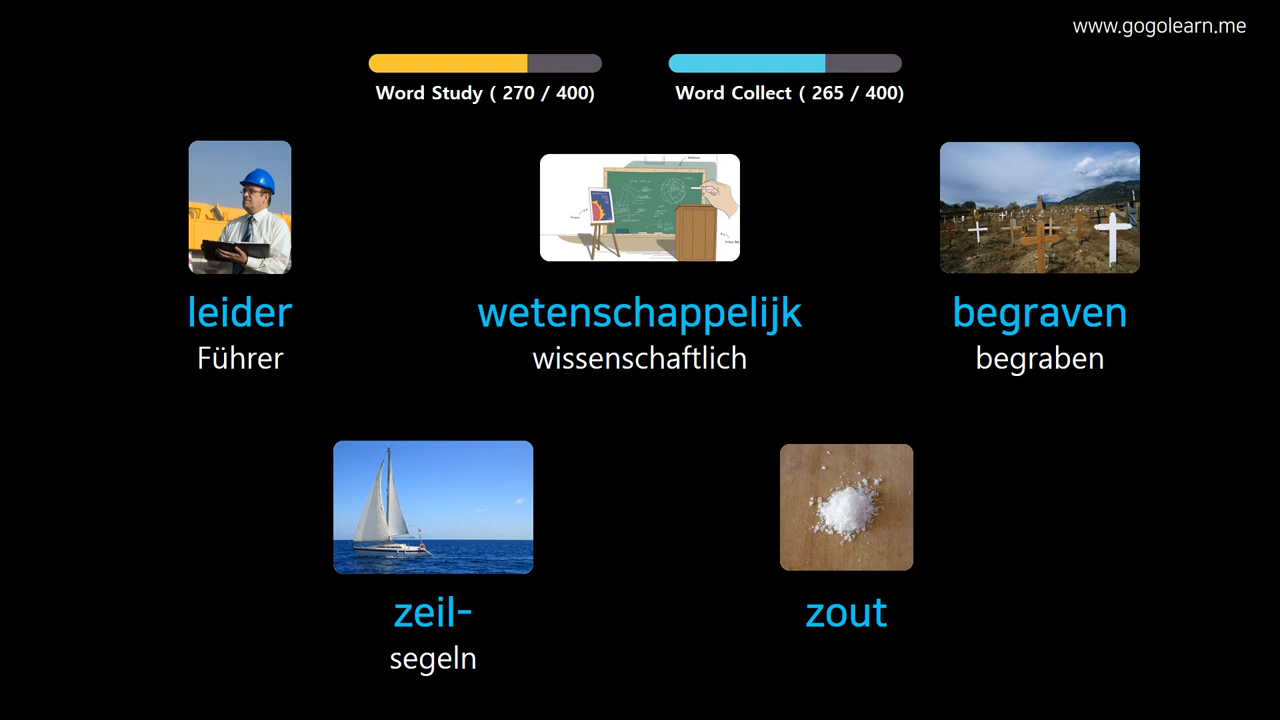 www.gogolearn.me
Word Study ( 270 / 400)
Word Collect ( 265 / 400)
leider
Führer
wetenschappelijk
wissenschaftlich
begraven
begraben
zeil-
segeln
zout